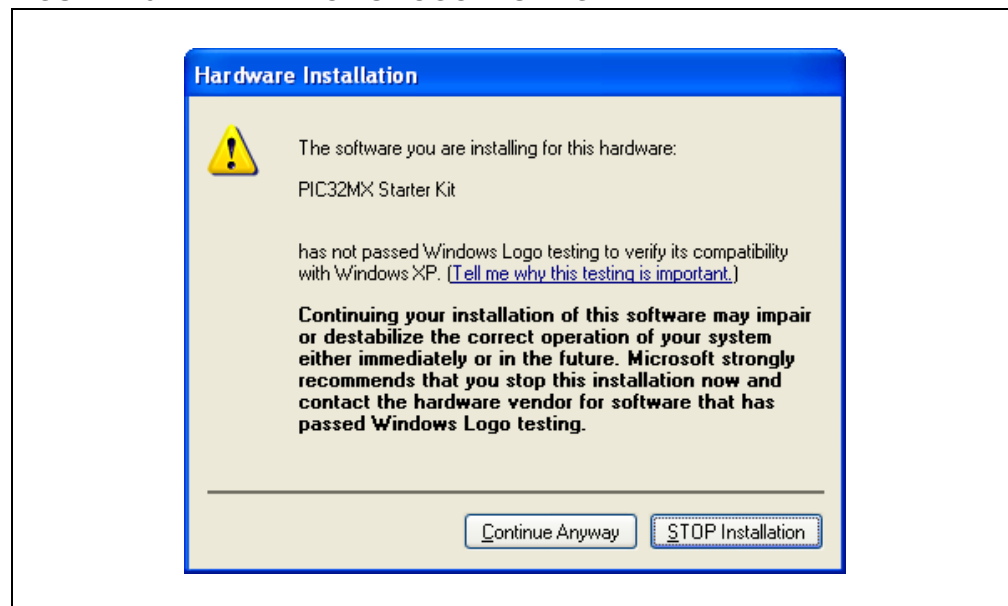 Hardware Installation
The software you are installing for this hardware:
PIC32MX Starter Kit
has not passed Windows Logo testing to verify its compatibility
with Windows XP. (Tell me why this testing is important.)
Continuing your installation of this software may impair
or destabilize the correct operation of your system
either immediately or in the future. Microsoft strongly
recommends that you stop this installation now and
contact the hardware vendor for software that has
passed Windows Logo testing.
Continue Anyway
STOP Installation